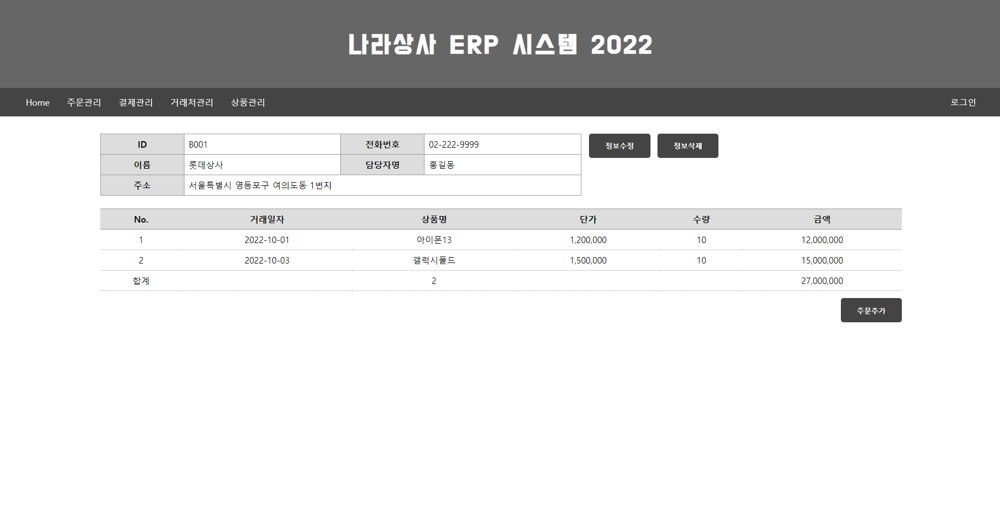 나라상사 ERP 시스템 2022
Home 주문관리 결제관리 거래처관리 상품관리 로그인
ID B001 전화번호 02-222-9999 정보수정 정보삭제
이름 롯데상사 담당자명 홍길동
주소 서울특별시 영등포구 여의도동 1번지
No. 거래일자 상품명 단가 수량 금액
1 2022-10-01 아이폰13 1,200,000 10 12,000,000
2 2022-10-03 갤럭시폴드 1,500,000 10 15,000,000
합계 2 27,000,000
주문추가